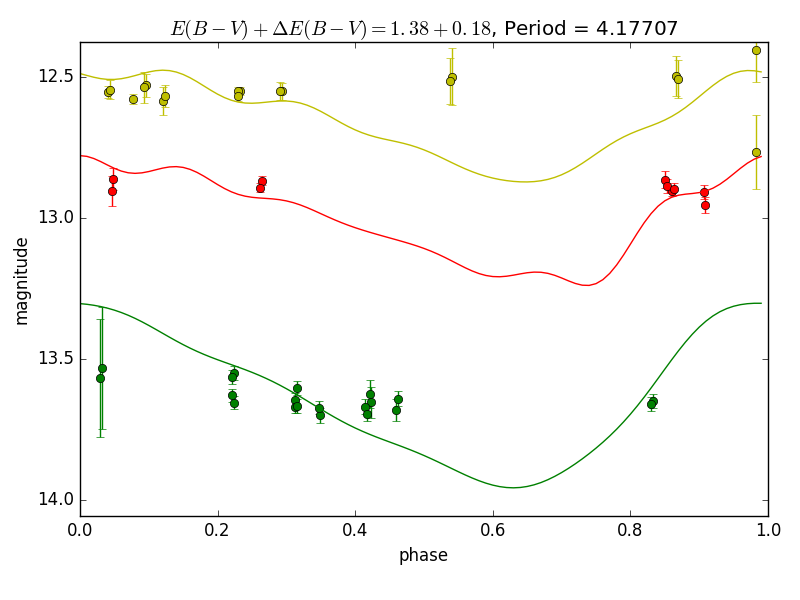 E(B − V) + ΔE(B − V) = 1.38 + 0.18, Period = 4.17707
12.5
13.0
13.5
14.0
magnitude
0.0 0.2 0.4 0.6 0.8 1.0
phase